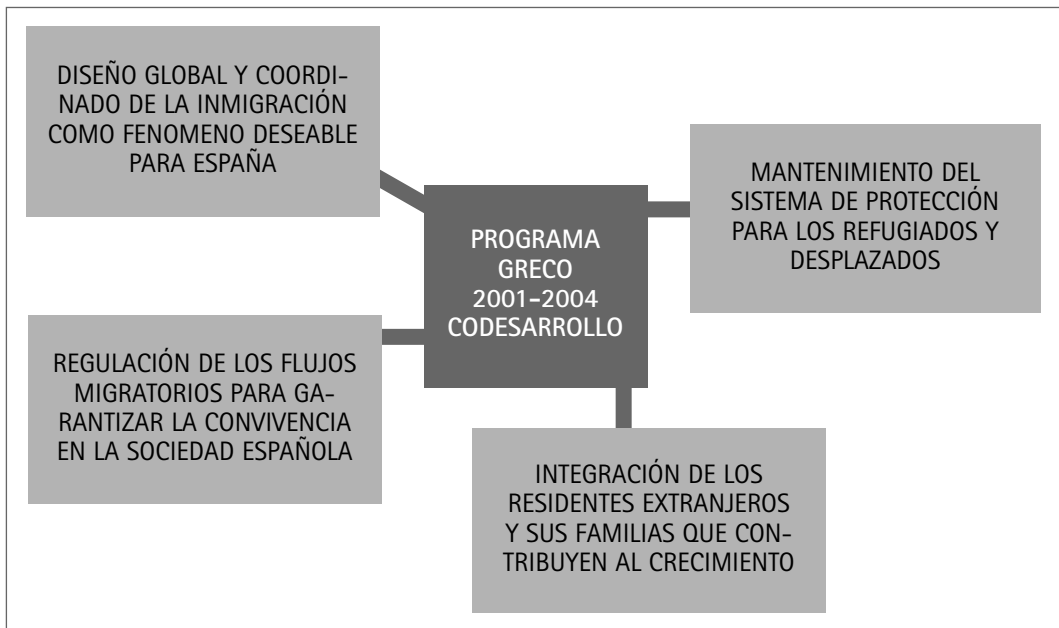 DISEÑO GLOBAL Y COORDI-
NADO DE LA INMIGRACIÓN
COMO FENOMENO DESEABLE
PARA ESPAÑA
MANTENIMIENTO DEL
SISTEMA DE PROTECCIÓN
PARA LOS REFUGIADOS Y
DESPLAZADOS
PROGRAMA
GRECO
2001-2004
CODESARROLLO
REGULACIÓN DE LOS FLUJOS
MIGRATORIOS PARA GA-
RANTIZAR LA CONVIVENCIA
EN LA SOCIEDAD ESPAÑOLA
INTEGRACIÓN DE LOS
RESIDENTES EXTRANJEROS
Y SUS FAMILIAS QUE CON-
TRIBUYEN AL CRECIMIENTO